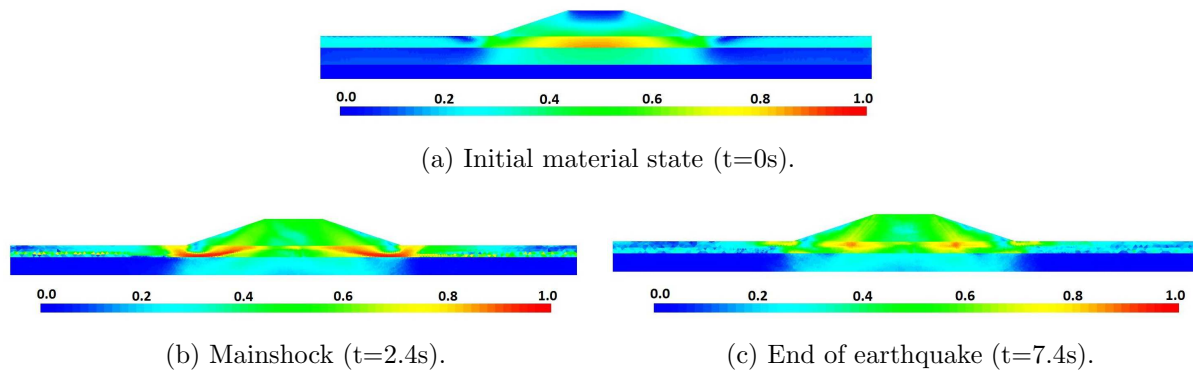 0.0 0.2 0.4 0.6 0.8 1.0
(a) Initial material state (t=0s).
0.0 0.2 0.4 0.6 0.8 1.0
(b) Mainshock (t=2.4s).
0.0 0.2 0.4 0.6 0.8 1.0
(c) End of earthquake (t=7.4s).